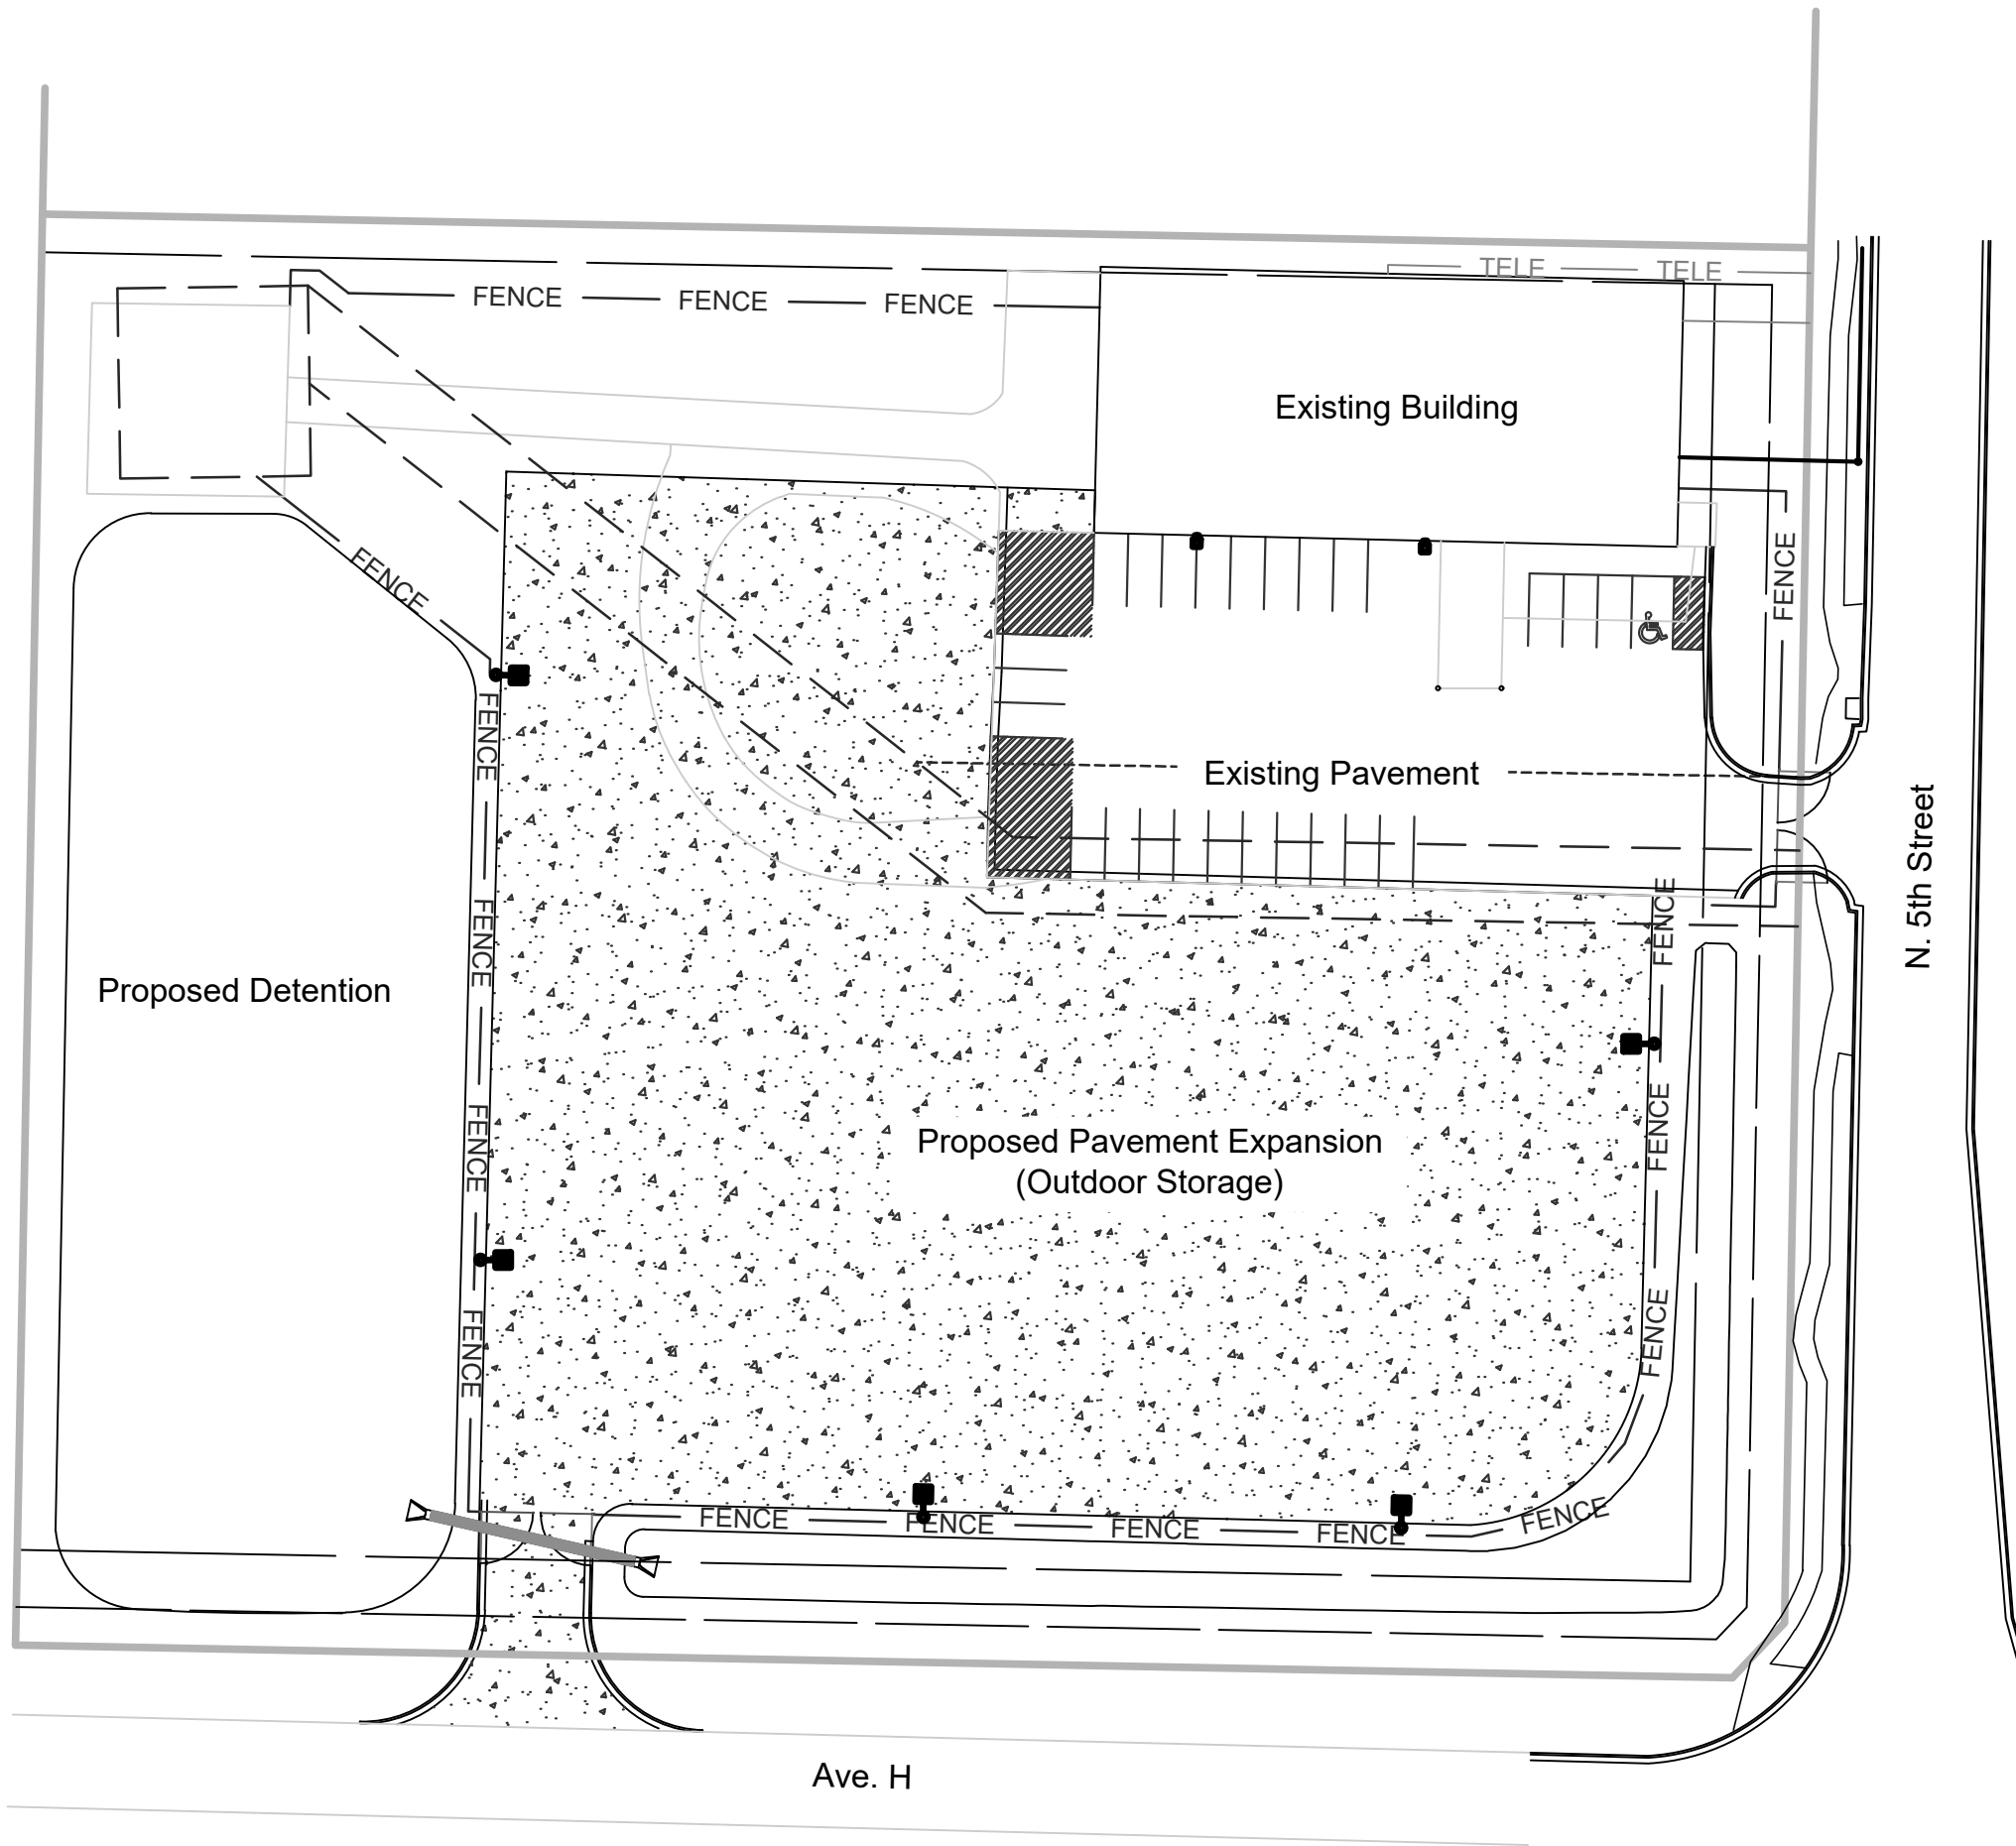 TELE TELE
FENCE FENCE FENCE
Existing Building
FENCE
FENCE
FENCE
Existing Pavement
N. 5th Street
FENCE
FENCE
Proposed Detention
FENCE
FENCE
Proposed Pavement Expansion
(Outdoor Storage)
FENCE
FENCE
FENCE
FENCE FENCE FENCE FENCE FENCE
Ave. H